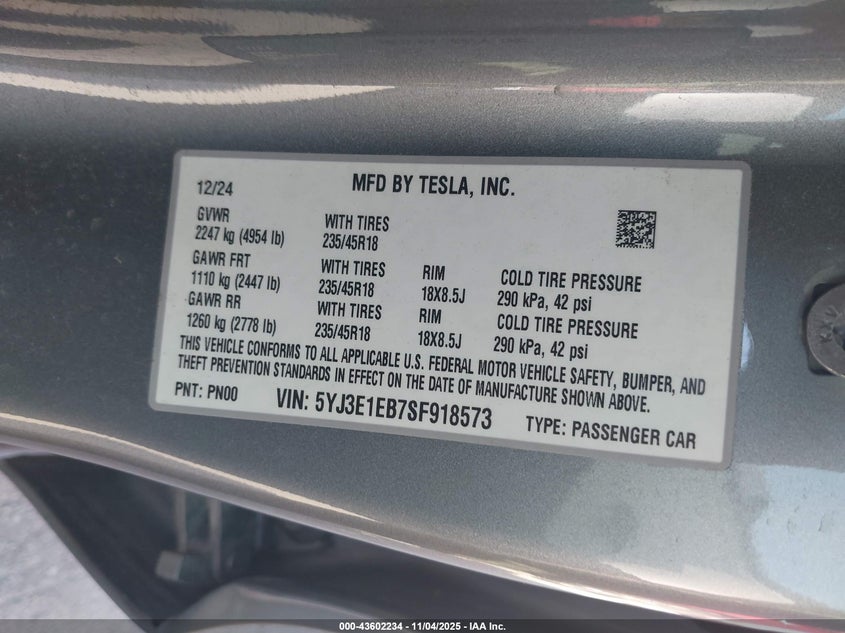 12/24
MFD BY TESLA, INC.
GVWR
2247 kg (4954 lb)
WITH TIRES
235/45R18
GAWR FRT
1110 kg (2447 lb)
WITH TIRES
235/45R18
RIM
18X8.5J
COLD TIRE PRESSURE
290 kPa, 42 psi
GAWR RR
1260 kg (2778 lb)
WITH TIRES
235/45R18
RIM
18X8.5J
COLD TIRE PRESSURE
290 kPa, 42 psi
THIS VEHICLE CONFORMS TO ALL APPLICABLE U.S. FEDERAL MOTOR VEHICLE SAFETY, BUMPER, AND
THEFT PREVENTION STANDARDS IN EFFECT ON THE DATE OF MANUFACTURE SHOWN ABOVE.
PNT: PN00
VIN: 5YJ3E1EB7SF918573
TYPE: PASSENGER CAR
000-43602234 - 11/04/2025 - IAA Inc.